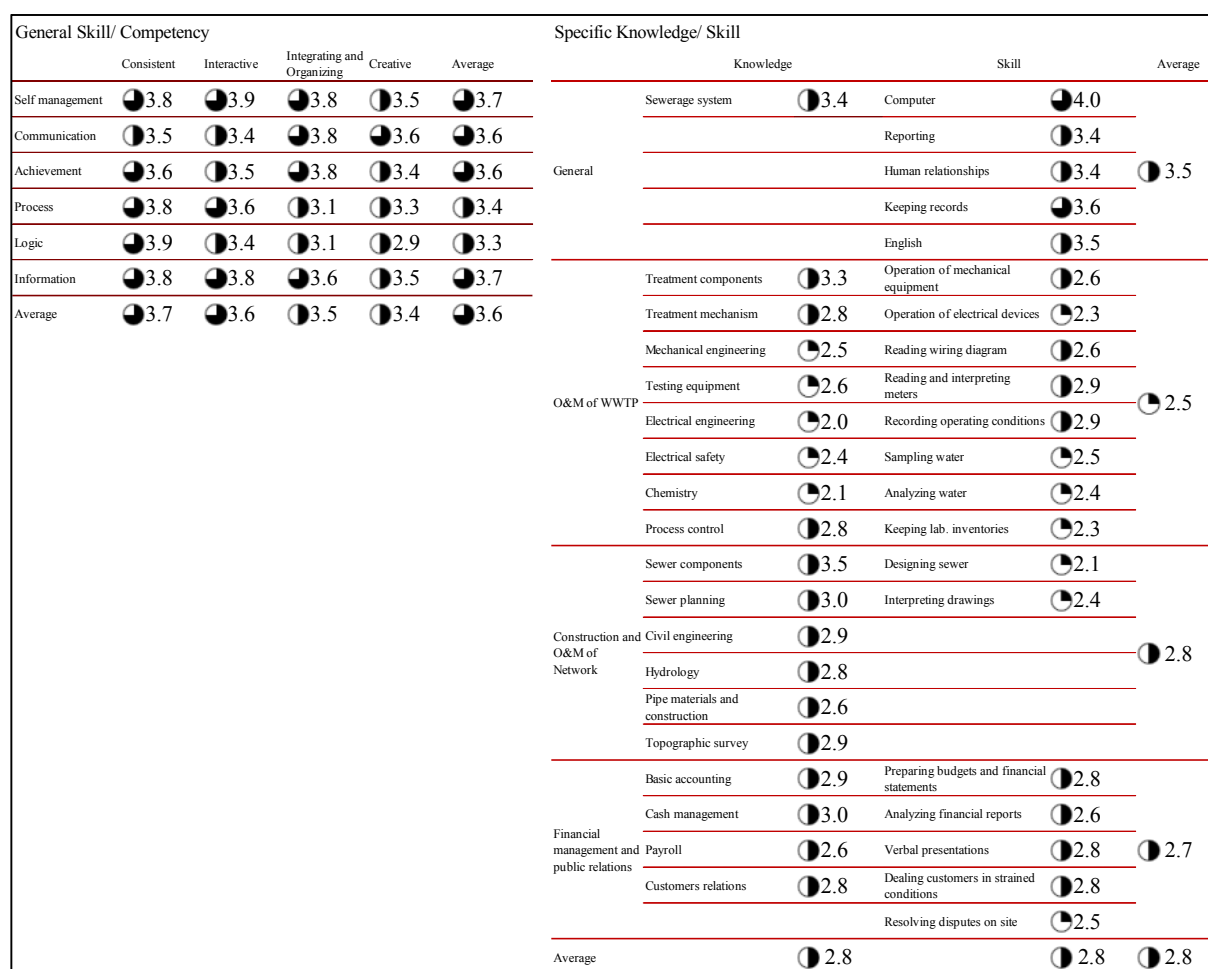 General Skill/ Competency
Consistent Interactive Integrating and Organizing Creative Average
Self management 3.8 3.9 3.8 3.5 3.7
Communication 3.5 3.4 3.8 3.6 3.6
Achievement 3.6 3.5 3.8 3.4 3.6
Process 3.8 3.6 3.1 3.3 3.4
Logic 3.9 3.4 3.1 2.9 3.3
Information 3.8 3.8 3.6 3.5 3.7
Average 3.7 3.6 3.5 3.4 3.6
Specific Knowledge/ Skill
Knowledge Skill Average
General
Sewerage system 3.4 Computer 4.0
Reporting 3.4
Human relationships 3.4
3.5
Keeping records 3.6
English 3.5
O&M of WWTP
Treatment components 3.3 Operation of mechanical equipment 2.6
Treatment mechanism 2.8 Operation of electrical devices 2.3
Mechanical engineering 2.5 Reading wiring diagram 2.6
Testing equipment 2.6 Reading and interpreting meters 2.9
2.5
Electrical engineering 2.0 Recording operating conditions 2.9
Electrical safety 2.4 Sampling water 2.5
Chemistry 2.1 Analyzing water 2.4
Process control 2.8 Keeping lab. inventories 2.3
Construction and
O&M of
Network
Sewer components 3.5 Designing sewer 2.1
Sewer planning 3.0 Interpreting drawings 2.4
Civil engineering 2.9
2.8
Hydrology 2.8
Pipe materials and construction 2.6
Topographic survey 2.9
Financial
management and
public relations
Basic accounting 2.9 Preparing budgets and financial statements 2.8
Cash management 3.0 Analyzing financial reports 2.6
Payroll 2.6 Verbal presentations 2.8 2.7
Customers relations 2.8 Dealing customers in strained conditions 2.8
Resolving disputes on site 2.5
Average 2.8 2.8 2.8